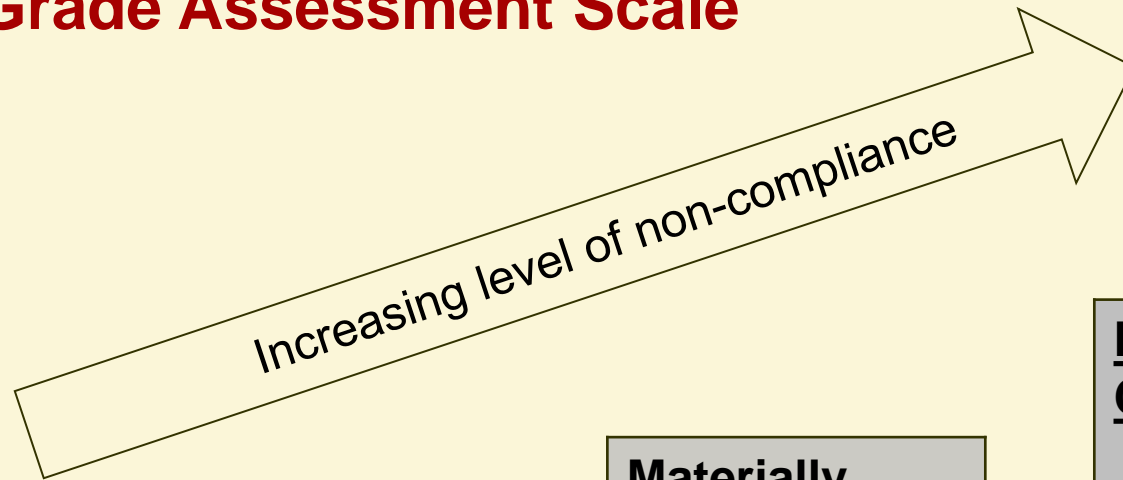 Grade Assessment Scale
Increasing level of non-compliance
Materially